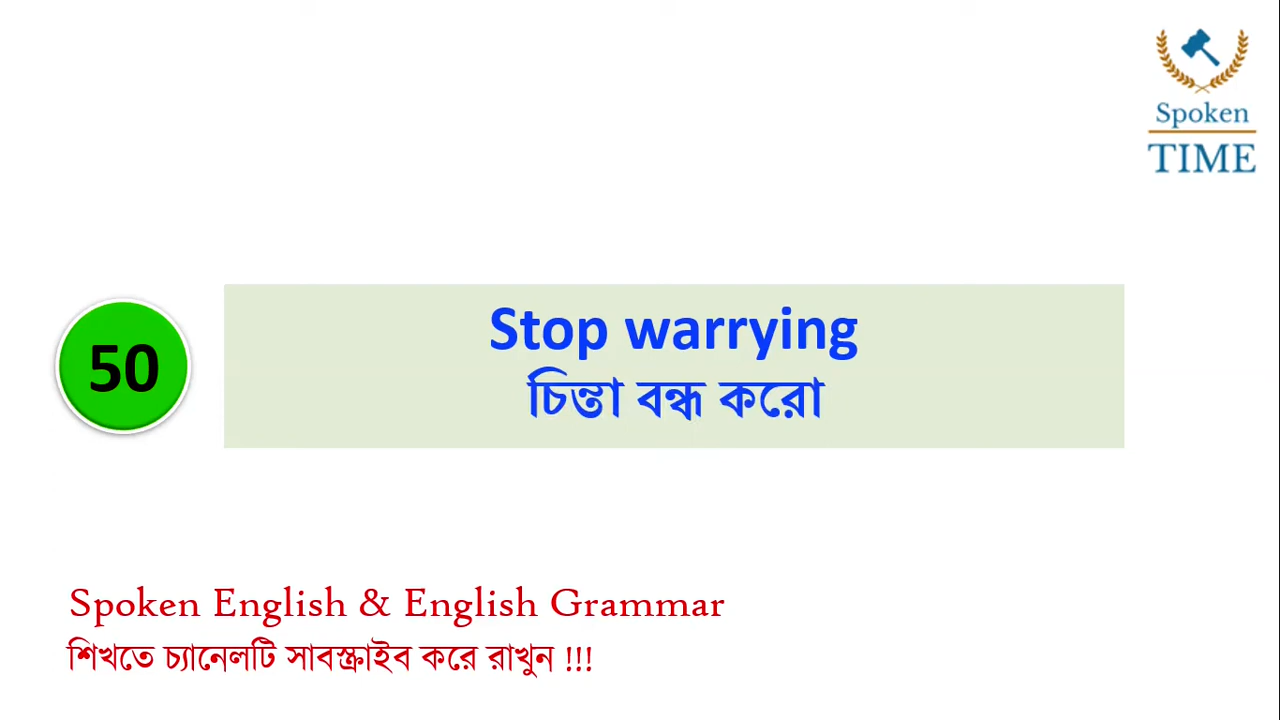 Spoken
TIME
50
Stop warrying
চিন্তা বন্ধ করো
Spoken English & English Grammar
শিখতে চ্যানেলটি সাবস্ক্রাইব করে রাখুন !!!